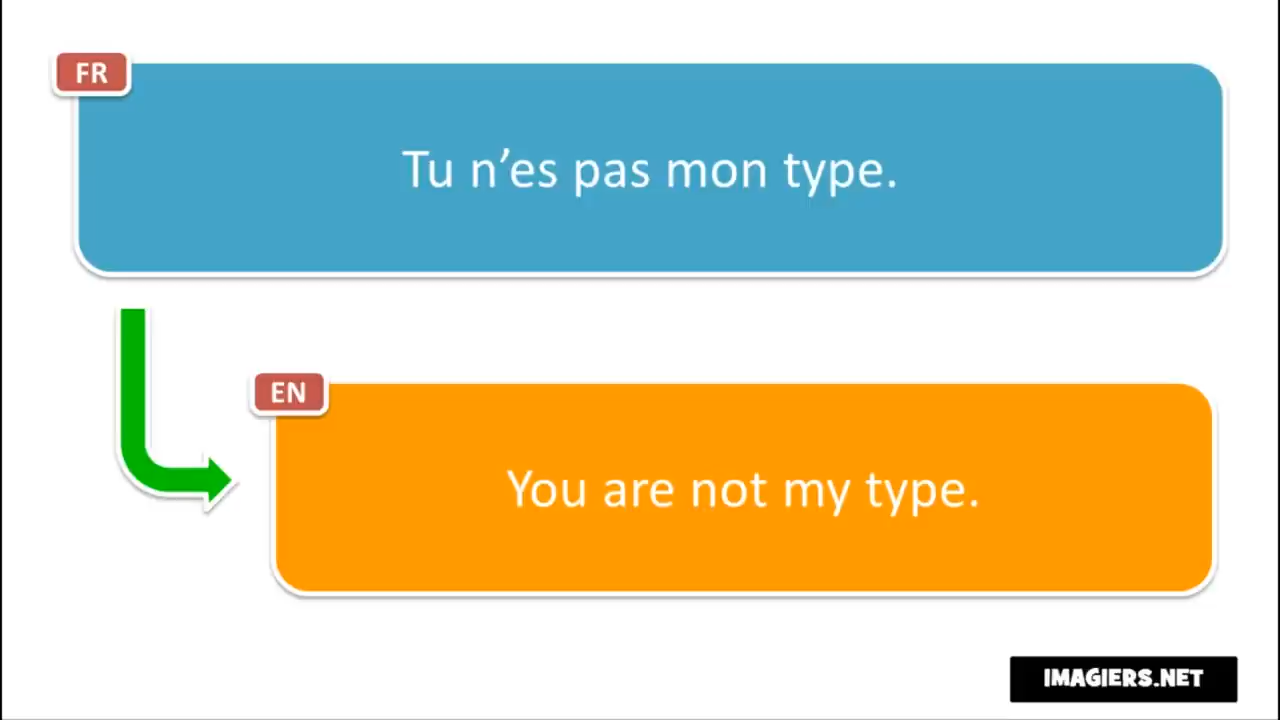 FR
Tu n’es pas mon type.
EN
You are not my type.
IMAGIERS.NET